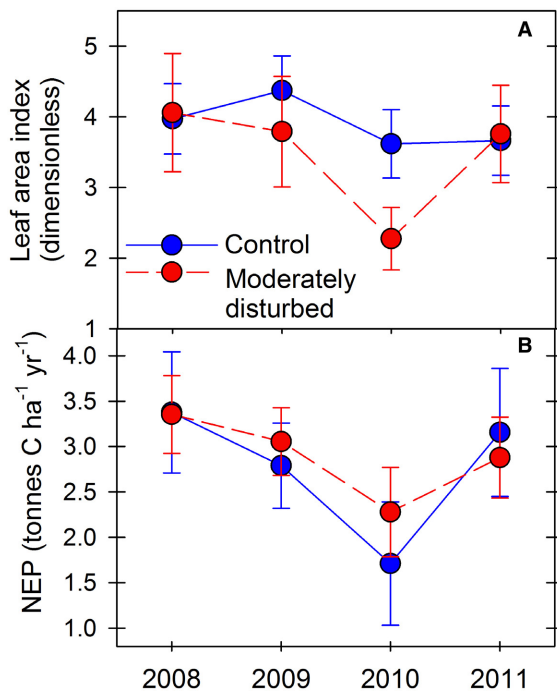 A
Leaf area index
((dimensionless)
5
4
3
2
1
Control
Moderately
disturbed
B
NEP (tonnes C ha⁻¹ yr⁻¹)
4.0
3.5
3.0
2.5
2.0
1.5
1.0
2008 2009 2010 2011